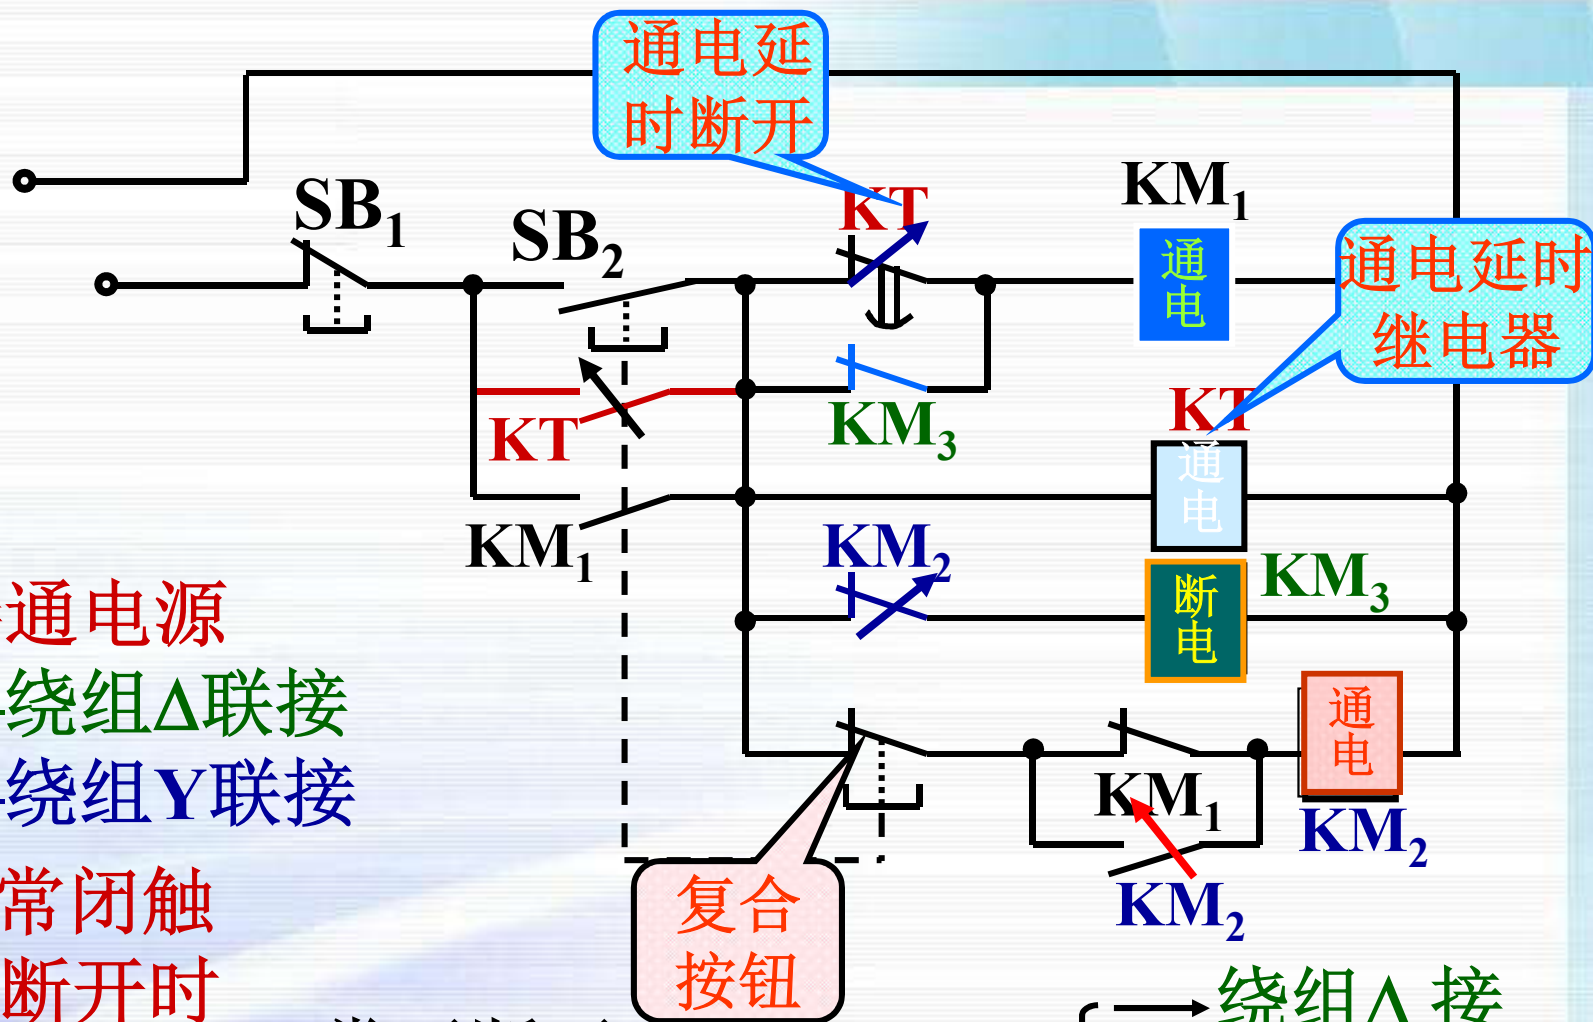 通电延
时断开
SB1
SB2
KT
KM1
通电
通电延时
继电器
KT
KM3
KT
通电
KM1
KM2
断电
KM3
通电源
绕组Δ联接
绕组Y联接
通电
KM1
KM2
KM2
常闭触
断开时
复合
按钮
绕组Δ接